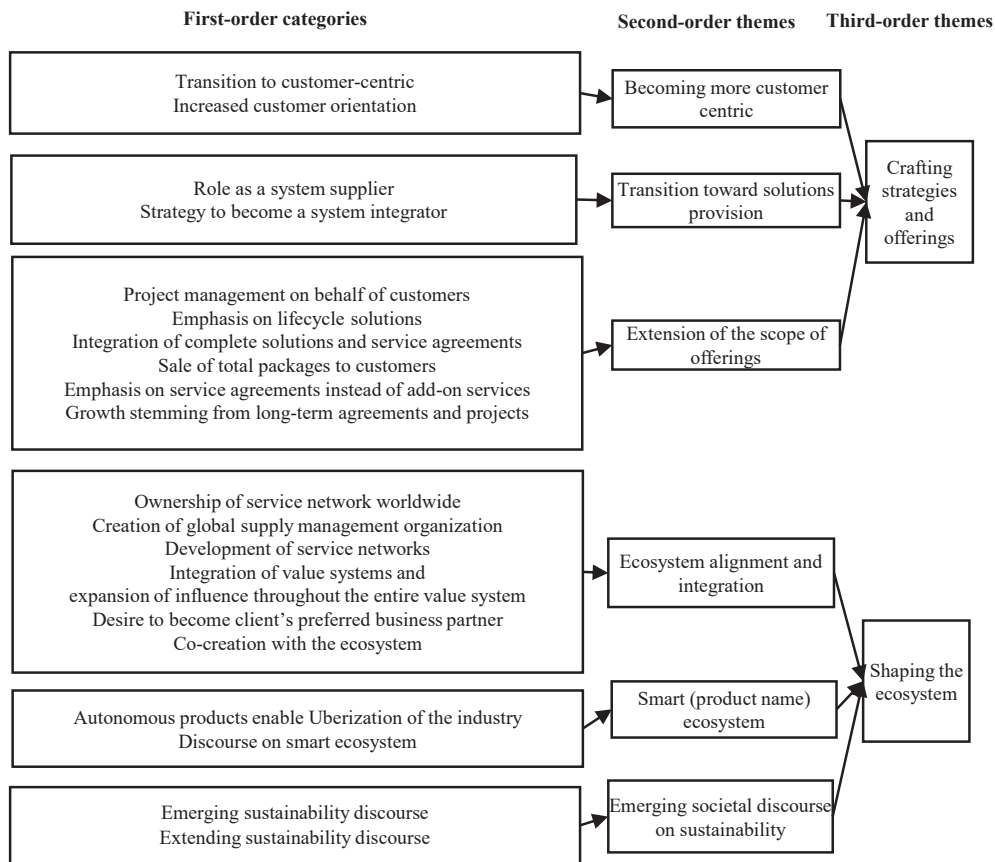 First-order categories
Second-order themes
Third-order themes
Transition to customer-centric
Increased customer orientation
Becoming more customer
centric
Role as a system supplier
Strategy to become a system integrator
Transition toward solutions
provision
Crafting
strategies
and
offerings
Project management on behalf of customers
Emphasis on lifecycle solutions
Integration of complete solutions and service agreements
Sale of total packages to customers
Emphasis on service agreements instead of add-on services
Growth stemming from long-term agreements and projects
Extension of the scope of
offerings
Ownership of service network worldwide
Creation of global supply management organization
Development of service networks
Integration of value systems and
expansion of influence throughout the entire value system
Desire to become client's preferred business partner
Co-creation with the ecosystem
Ecosystem alignment and
integration
Shaping the
ecosystem
Autonomous products enable Uberization of the industry
Discourse on smart ecosystem
Smart (product name)
ecosystem
Emerging sustainability discourse
Extending sustainability discourse
Emerging societal discourse
on sustainability